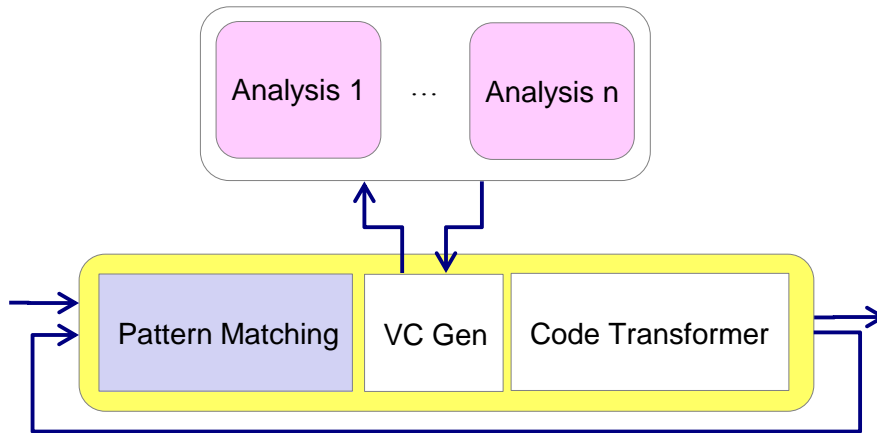 Analysis 1 … Analysis n
Pattern Matching VC Gen Code Transformer